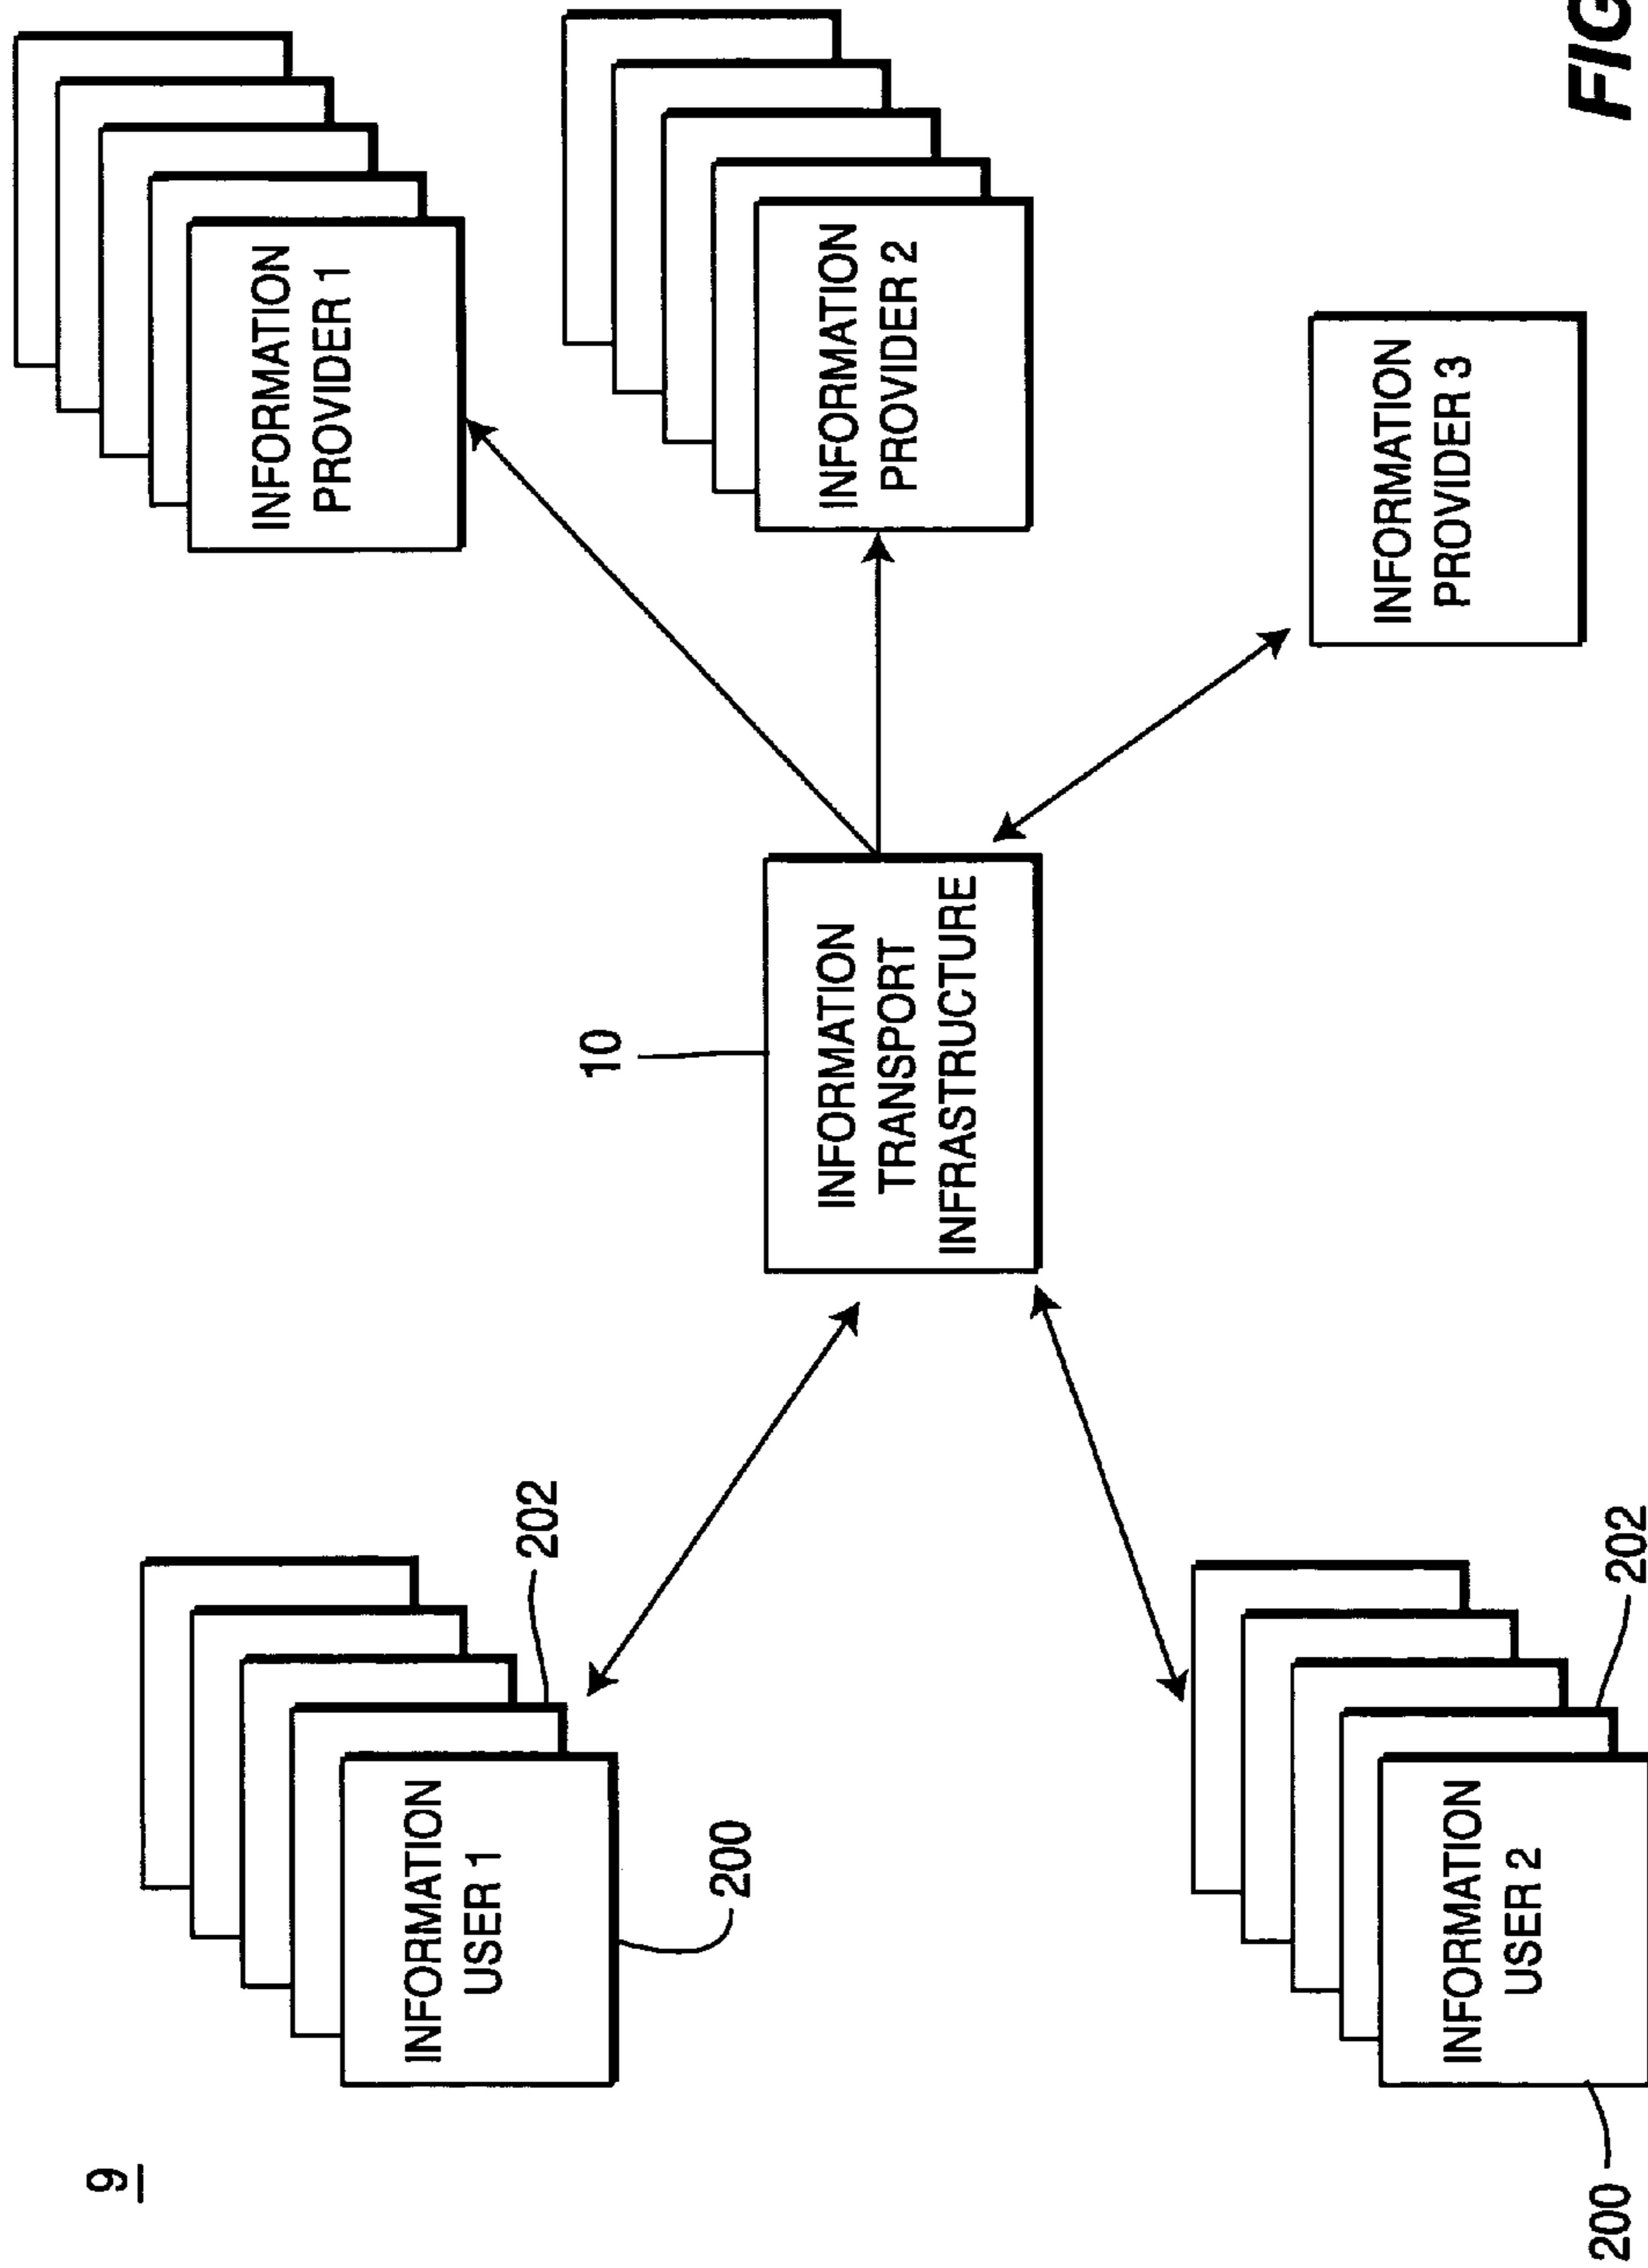 9
INFORMATION
USER 1
202
200
10
INFORMATION
TRANSPORT
INFRASTRUCTURE
INFORMATION
PROVIDER 1
INFORMATION
PROVIDER 2
INFORMATION
PROVIDER 3
INFORMATION
USER 2
202
200
FIG